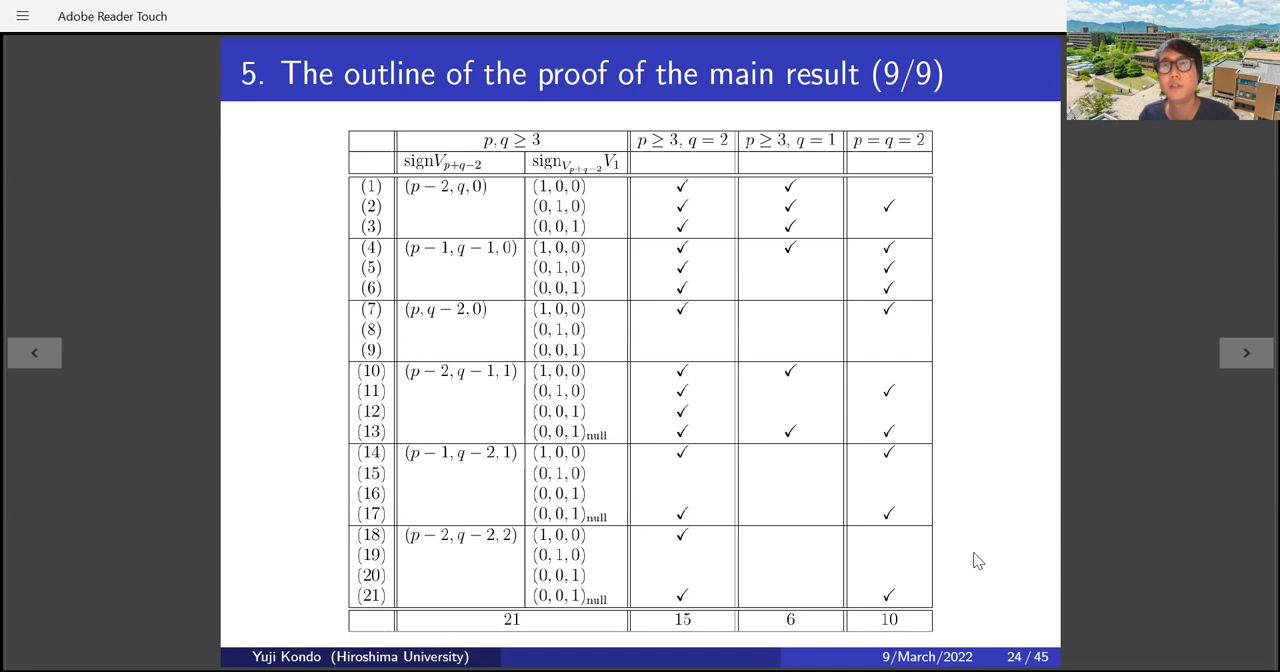 Adobe Reader Touch
5. The outline of the proof of the main result (9/9)
p, q ≥ 3 p ≥ 3, q = 2 p ≥ 3, q = 1 p = q = 2
signV_{p+q−2} sign_{V_{p+q−2}}V_1
(1) (p − 2, q, 0) (1, 0, 0) ✓ ✓
(2) (0, 1, 0) ✓ ✓ ✓
(3) (0, 0, 1) ✓ ✓
(4) (p − 1, q − 1, 0) (1, 0, 0) ✓ ✓ ✓
(5) (0, 1, 0) ✓ ✓
(6) (0, 0, 1) ✓ ✓
(7) (p, q − 2, 0) (1, 0, 0) ✓ ✓
(8) (0, 1, 0)
(9) (0, 0, 1)
(10) (p − 2, q − 1, 1) (1, 0, 0) ✓ ✓
(11) (0, 1, 0) ✓ ✓
(12) (0, 0, 1) ✓
(13) (0, 0, 1)_null ✓ ✓ ✓
(14) (p − 1, q − 2, 1) (1, 0, 0) ✓ ✓
(15) (0, 1, 0)
(16) (0, 0, 1)
(17) (0, 0, 1)_null ✓ ✓
(18) (p − 2, q − 2, 2) (1, 0, 0) ✓
(19) (0, 1, 0)
(20) (0, 0, 1)
(21) (0, 0, 1)_null ✓ ✓
21 15 6 10
Yuji Kondo (Hiroshima University) 9/March/2022 24 / 45